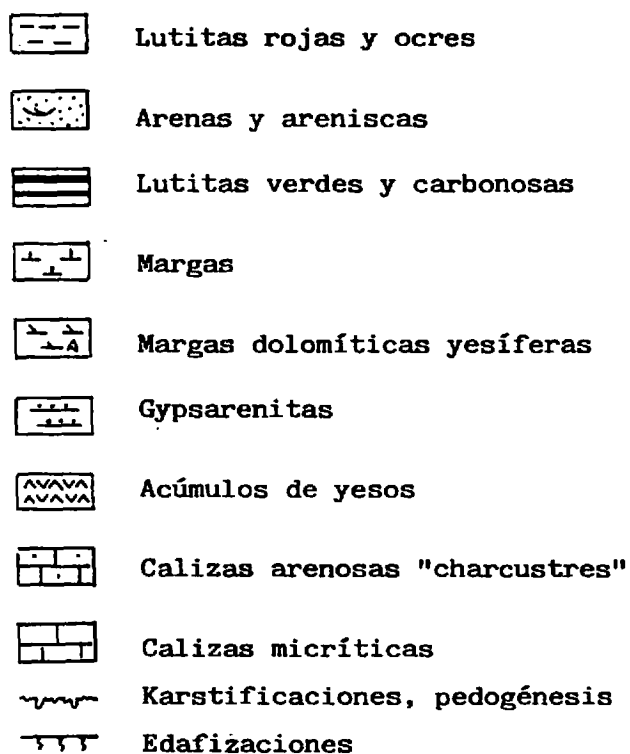 Lutitas rojas y ocres
Arenas y areniscas
Lutitas verdes y carbonosas
Margas
Margas dolomíticas yesíferas
Gypsarenitas
Acúmulos de yesos
Calizas arenosas "charcustres"
Calizas micríticas
Karstificaciones, pedogénesis
Edafizaciones